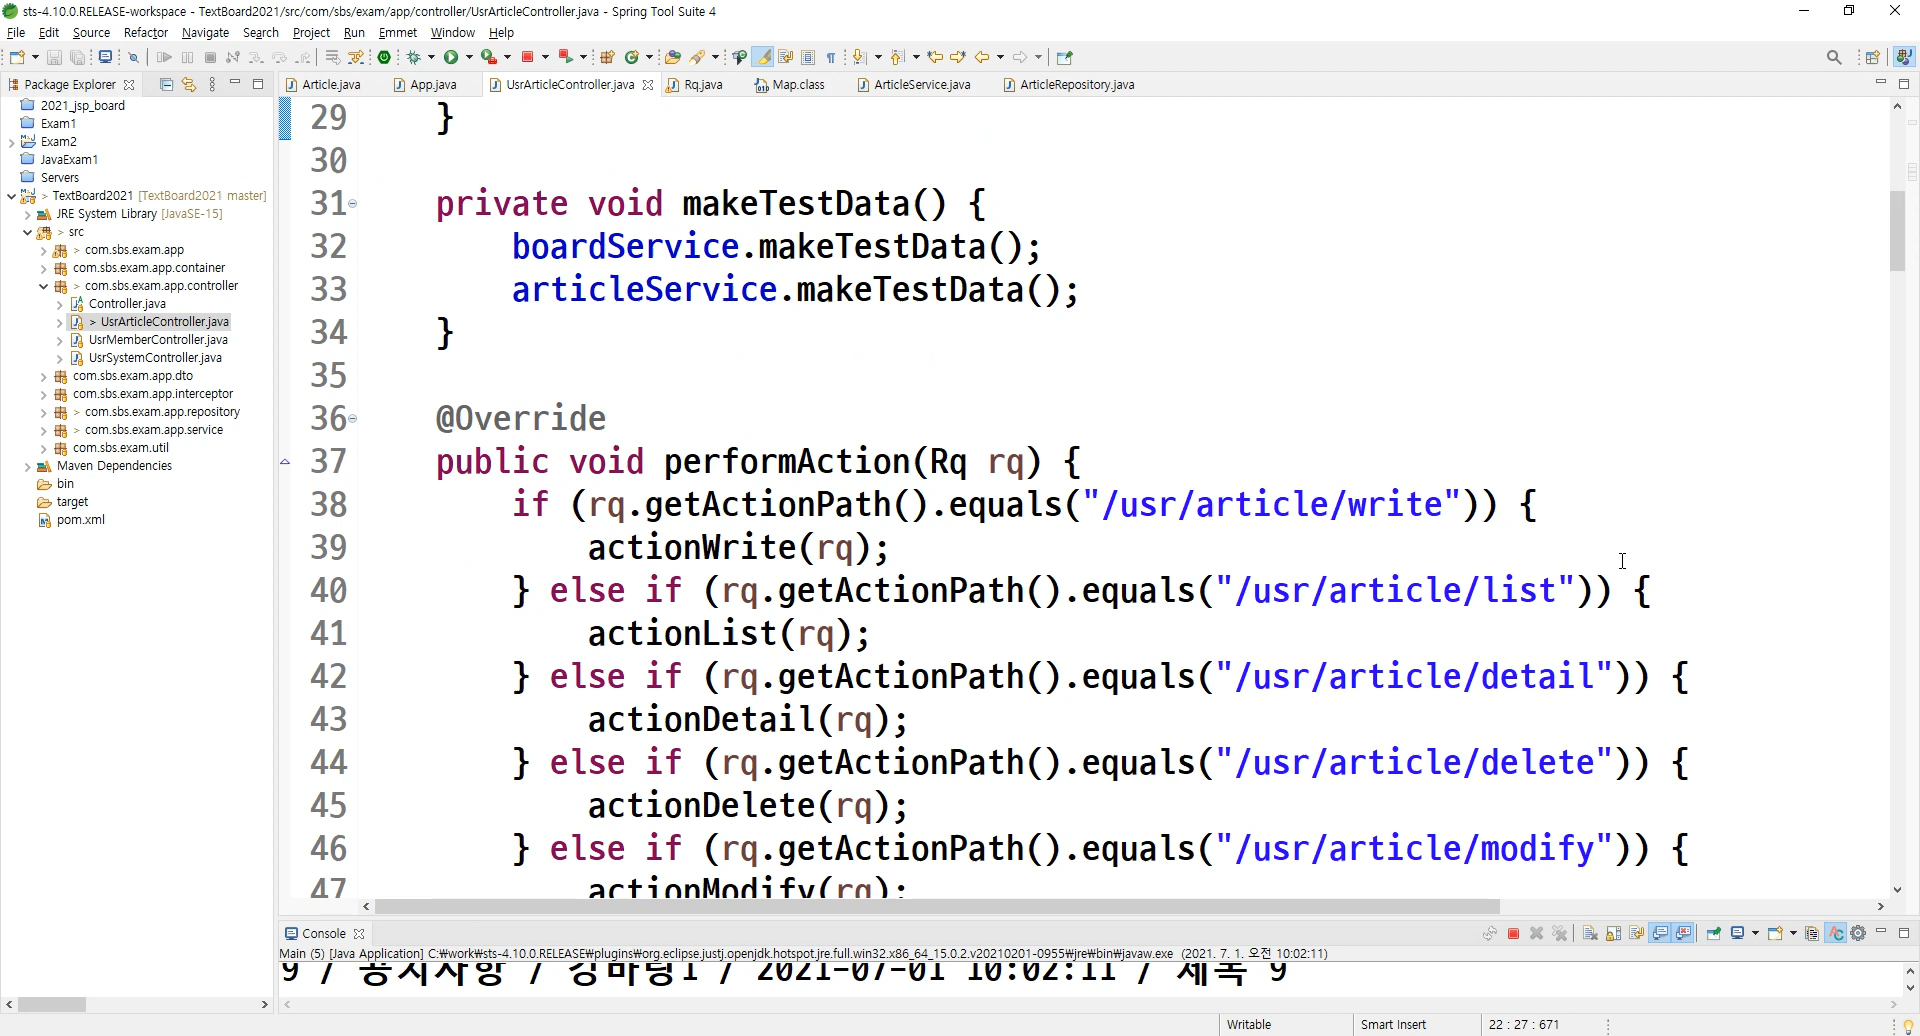 sts-4.10.0.RELEASE-workspace - TextBoard2021/src/com/sbs/exam/app/controller/UsrArticleController.java - Spring Tool Suite 4
File Edit Source Refactor Navigate Search Project Run Emmet Window Help
Package Explorer
Article.java App.java UsrArticleController.java Rq.java Map.class ArticleService.java ArticleRepository.java
2021_jsp_board
Exam1
Exam2
JavaExam1
Servers
> TextBoard2021 [TextBoard2021 master]
JRE System Library [JavaSE-15]
> src
> com.sbs.exam.app
com.sbs.exam.app.container
> com.sbs.exam.app.controller
Controller.java
> UsrArticleController.java
UsrMemberController.java
UsrSystemController.java
com.sbs.exam.app.dto
com.sbs.exam.app.interceptor
> com.sbs.exam.app.repository
> com.sbs.exam.app.service
com.sbs.exam.util
Maven Dependencies
bin
target
pom.xml
29 }
30
31 private void makeTestData() {
32 boardService.makeTestData();
33 articleService.makeTestData();
34 }
35
36 @Override
37 public void performAction(Rq rq) {
38 if (rq.getActionPath().equals("/usr/article/write")) {
39 actionWrite(rq);
40 } else if (rq.getActionPath().equals("/usr/article/list")) {
41 actionList(rq);
42 } else if (rq.getActionPath().equals("/usr/article/detail")) {
43 actionDetail(rq);
44 } else if (rq.getActionPath().equals("/usr/article/delete")) {
45 actionDelete(rq);
46 } else if (rq.getActionPath().equals("/usr/article/modify")) {
47 actionModify(rq);
Console
Main (5) [Java Application] C:₩work₩sts-4.10.0.RELEASE₩plugins₩org.eclipse.justj.openjdk.hotspot.jre.full.win32.x86_64_15.0.2.v20210201-0955₩jre₩bin₩javaw.exe (2021. 7. 1. 오전 10:02:11)
9 / 공지사항 / 강바람1 / 2021-07-01 10:02:11 / 제목 9
Writable Smart Insert 22 : 27 : 671